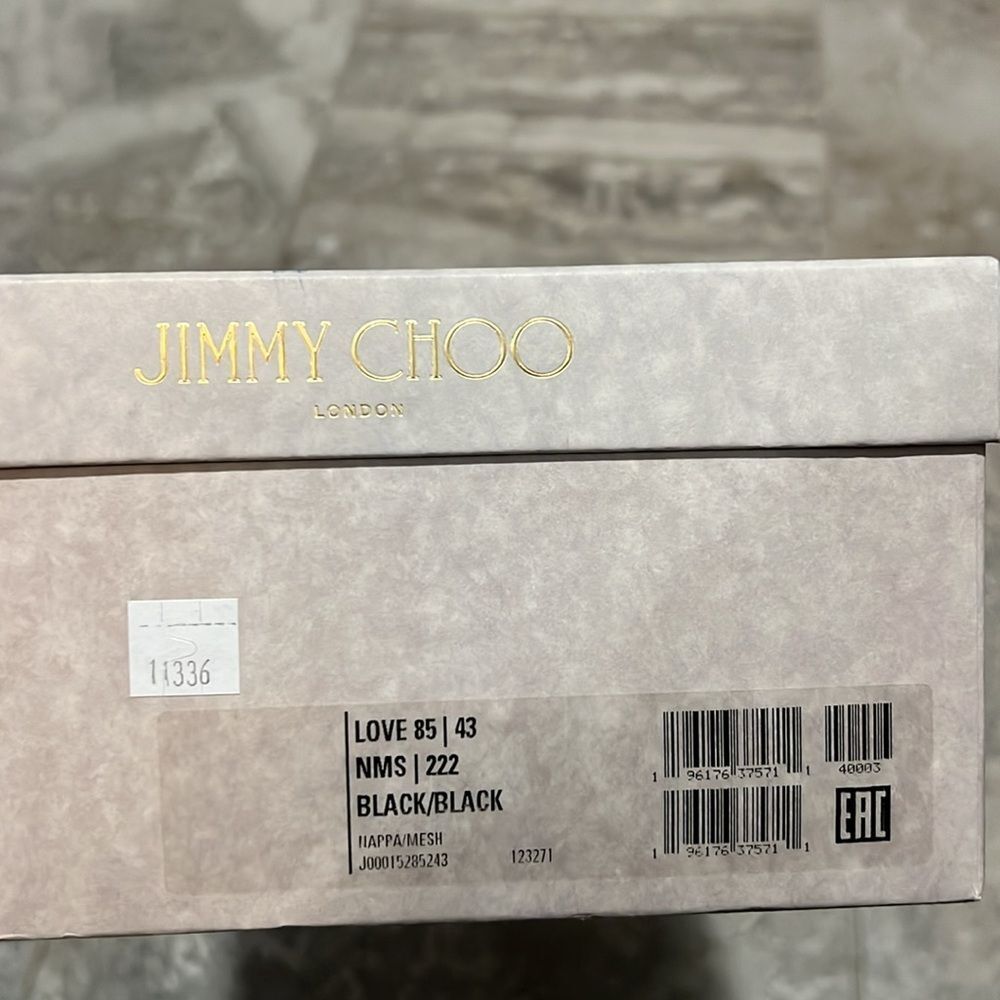 JIMMY CHOO
LONDON
11336
LOVE 85 | 43
NMS | 222
BLACK/BLACK
NAPPA/MESH
J00015285243 123271
1 96176 37571 1
40003
1 96176 37571 1
EAC